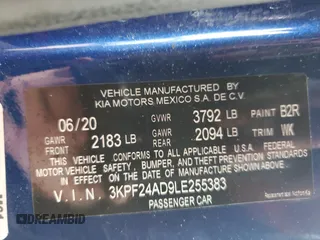 VEHICLE MANUFACTURED BY
KIA MOTORS MEXICO S.A. DE C.V.
06/20 GVWR 3792 LB PAINT B2R
GAWR FRONT 2183 LB GAWR REAR 2094 LB TRIM WK
THIS VEHICLE CONFORMS TO ALL APPLICABLE FEDERAL
MOTOR VEHICLE SAFETY, BUMPER, AND THEFT PREVENTION
STANDARDS IN EFFECT ON THE DATE OF MANUFACTURE
SHOWN ABOVE.
V.I.N. 3KPF24AD9LE255383
PASSENGER CAR
DREAMBID